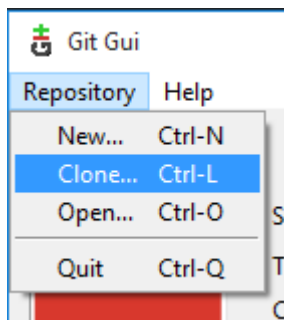 Git Gui
Repository Help
New... Ctrl-N
Clone... Ctrl-L
Open... Ctrl-O
Quit Ctrl-Q